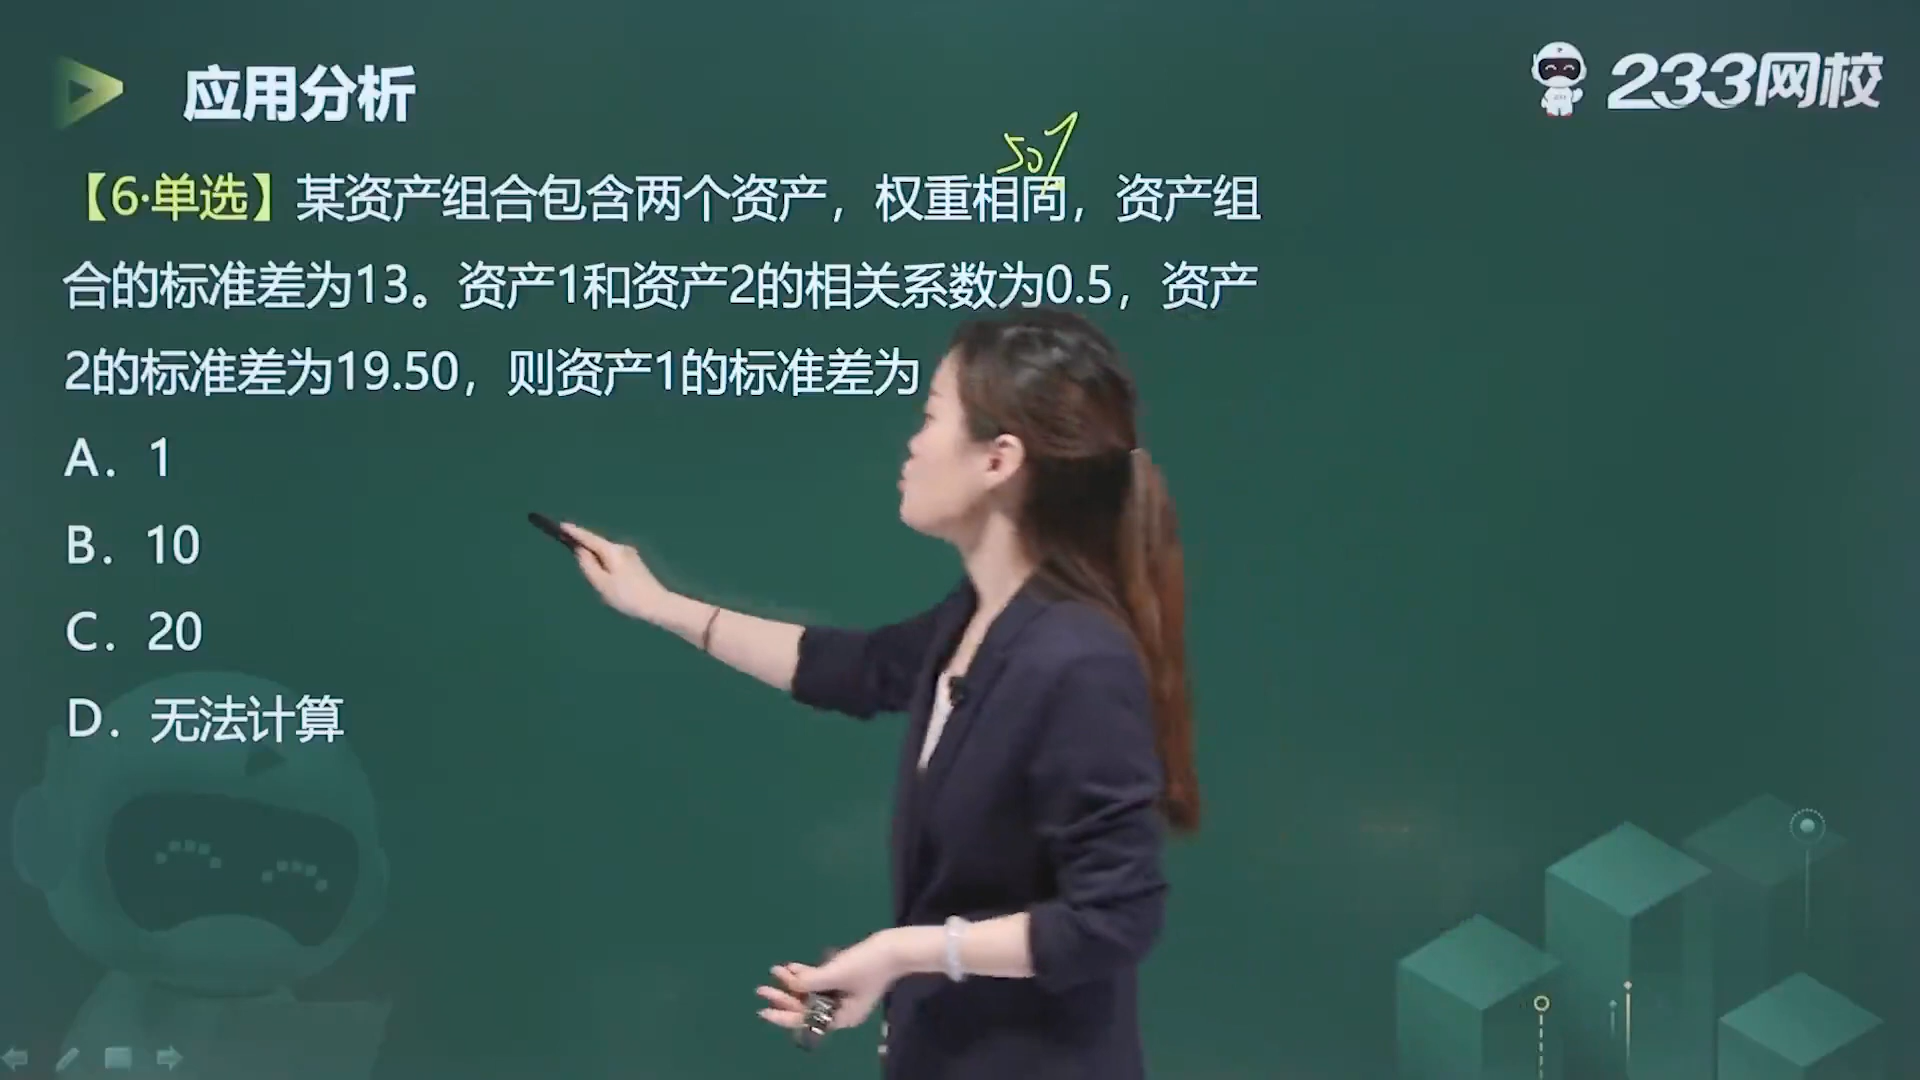 应用分析
233网校
50%
【6·单选】某资产组合包含两个资产，权重相同，资产组
合的标准差为13。资产1和资产2的相关系数为0.5，资产
2的标准差为19.50，则资产1的标准差为
A. 1
B. 10
C. 20
D. 无法计算